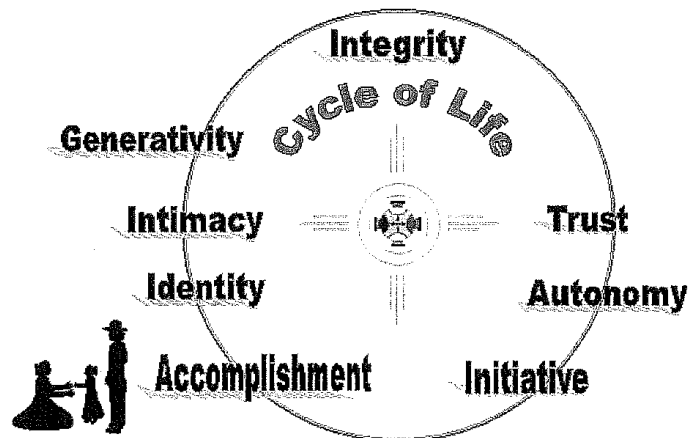 Integrity
Cycle of Life
Generativity
Intimacy
Trust
Identity
Autonomy
Accomplishment
Initiative